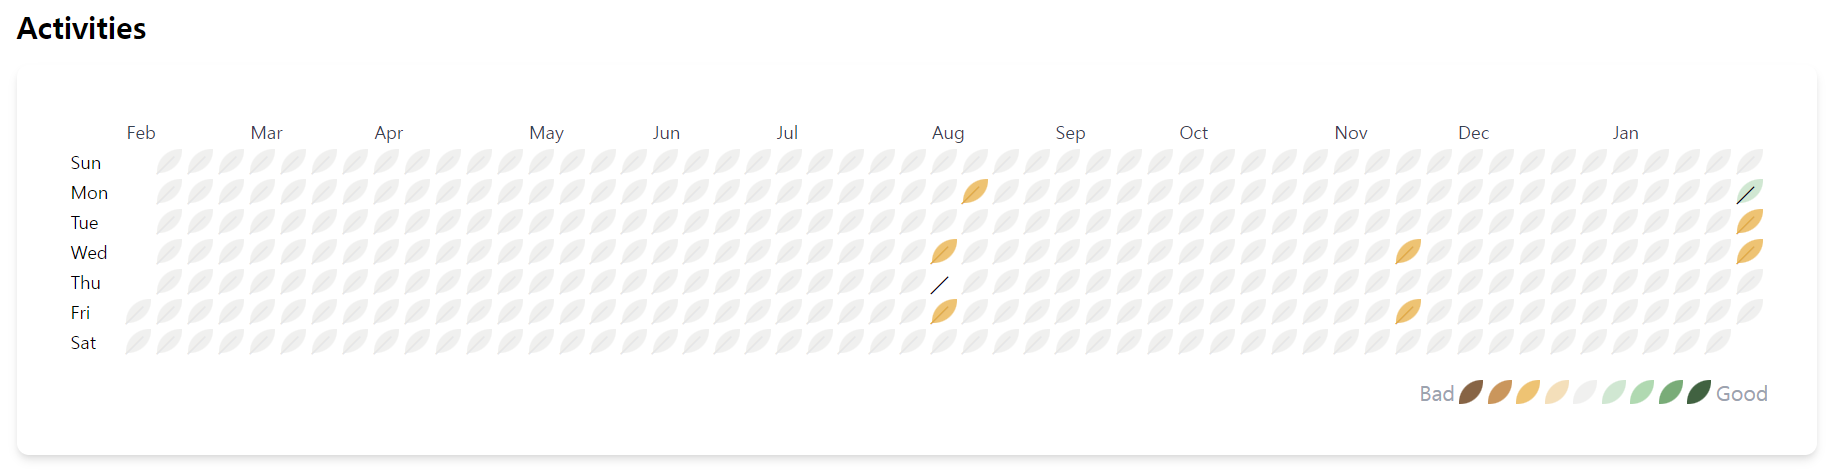 Activities
Feb Mar Apr May Jun Jul Aug Sep Oct Nov Dec Jan
Sun
Mon
Tue
Wed
Thu
Fri
Sat
Bad Good